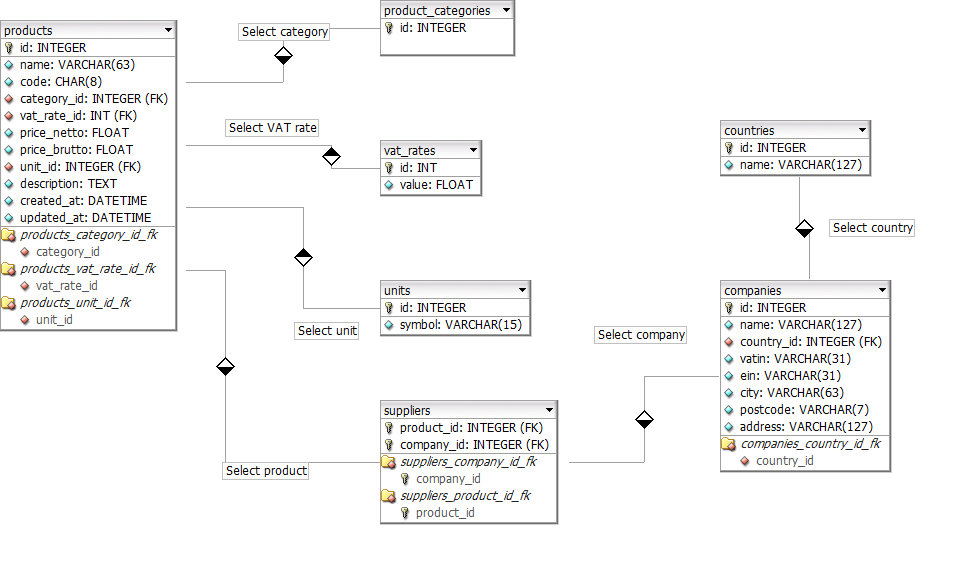 products
id: INTEGER
name: VARCHAR(63)
code: CHAR(8)
category_id: INTEGER (FK)
vat_rate_id: INT (FK)
price_netto: FLOAT
price_brutto: FLOAT
unit_id: INTEGER (FK)
description: TEXT
created_at: DATETIME
updated_at: DATETIME
products_category_id_fk
category_id
products_vat_rate_id_fk
vat_rate_id
products_unit_id_fk
unit_id
Select category
product_categories
id: INTEGER
Select VAT rate
vat_rates
id: INT
value: FLOAT
units
id: INTEGER
symbol: VARCHAR(15)
Select unit
suppliers
product_id: INTEGER (FK)
company_id: INTEGER (FK)
suppliers_company_id_fk
company_id
suppliers_product_id_fk
product_id
Select product
Select company
countries
id: INTEGER
name: VARCHAR(127)
Select country
companies
id: INTEGER
name: VARCHAR(127)
country_id: INTEGER (FK)
vatin: VARCHAR(31)
ein: VARCHAR(31)
city: VARCHAR(63)
postcode: VARCHAR(7)
address: VARCHAR(127)
companies_country_id_fk
country_id